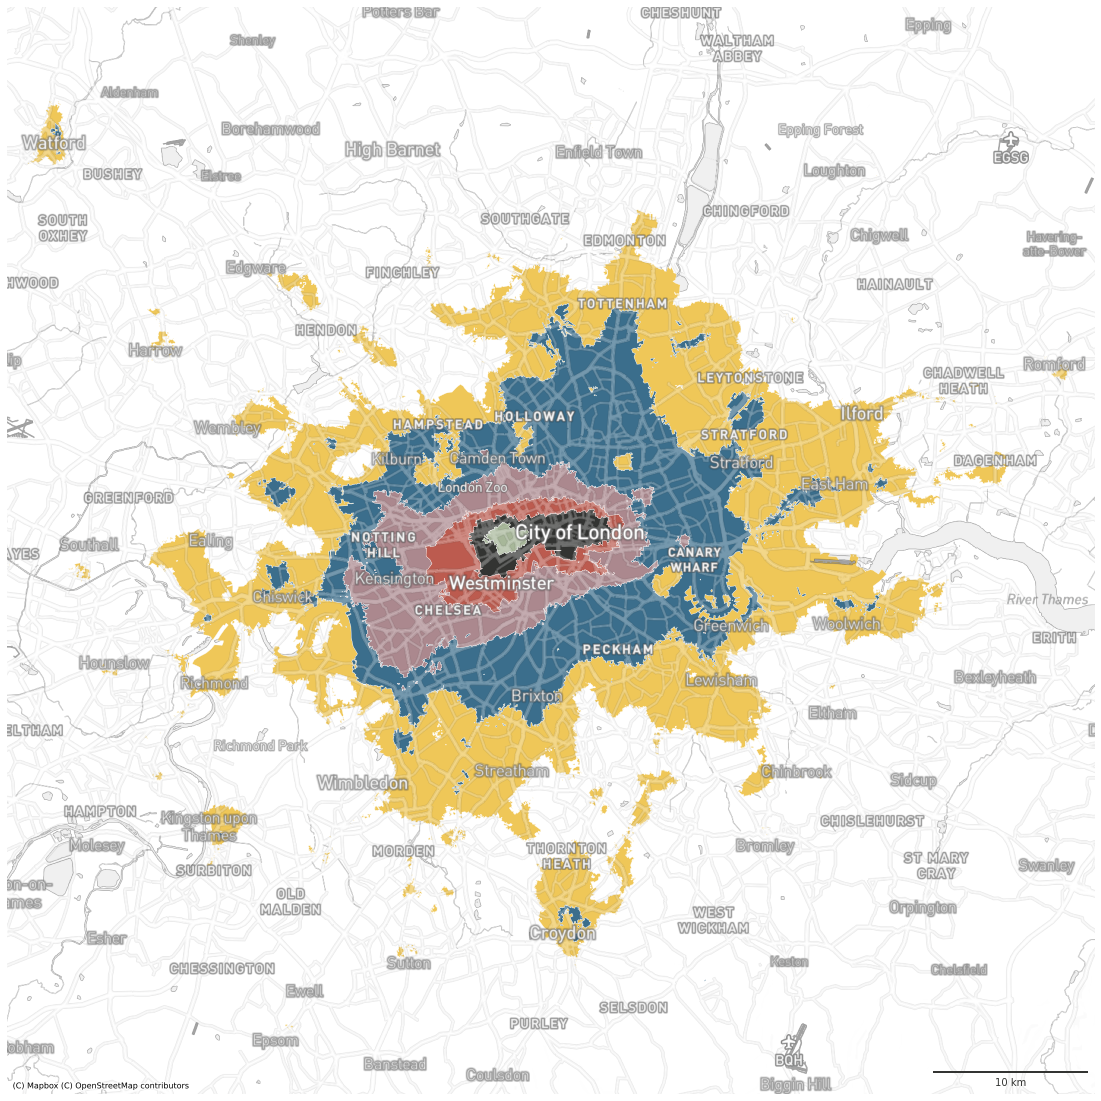 Potters Bar
CHESHUNT
Epping
Shenley
WALTHAM
ABBEY
Aldenham
Borehamwood
Epping Forest
Watford
High Barnet
Enfield Town
EGSG
BUSHEY
Elstree
Loughton
SOUTH
OXHEY
SOUTHGATE
CHINGFORD
EDMONTON
Chigwell
Havering-
atte-Bower
Edgware
FINCHLEY
HWOOD
HAINAULT
TOTTENHAM
HENDON
Harrow
Romford
CHADWELL
HEATH
LEYTONSTONE
Ilford
HOLLOWAY
HAMPSTEAD
Wembley
STRATFORD
Kilburn
Camden Town
Stratford
DAGENHAM
London Zoo
East Ham
GREENFORD
City of London
NOTTING
HILL
Ealing
Southall
AYES
CANARY
WHARF
Kensington
Westminster
Chiswick
CHELSEA
River Thames
Greenwich
Woolwich
ERITH
PECKHAM
Hounslow
Richmond
Lewisham
Bexleyheath
Brixton
Eltham
ELTHAM
Richmond Park
Streatham
Chinbrook
Wimbledon
Sidcup
HAMPTON
Kingston upon
Thames
CHISLEHURST
Molesey
MORDEN
THORNTON
HEATH
Bromley
ST MARY
CRAY
Swanley
SURBITON
on-on-
ames
OLD
MALDEN
WEST
WICKHAM
Orpington
Esher
Croydon
CHESSINGTON
Sutton
Keston
Chelsfield
Ewell
SELSDON
PURLEY
Epsom
obham
BQH
Banstead
Coulsdon
10 km
Biggin Hill
(C) Mapbox (C) OpenStreetMap contributors